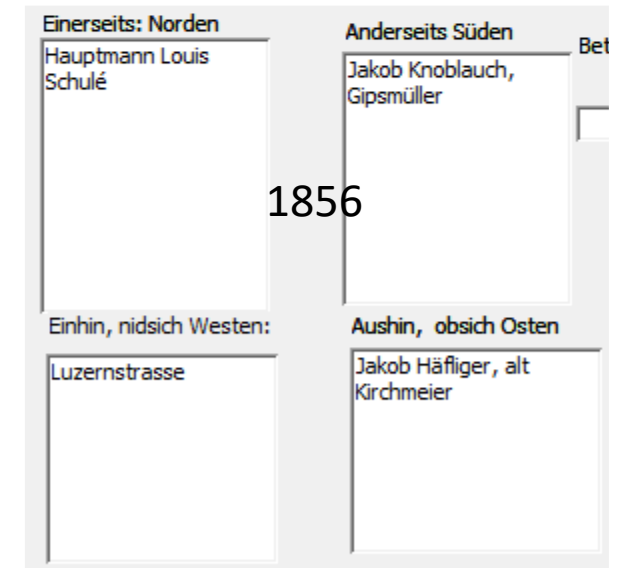 Einerseits: Norden
Hauptmann Louis
Schulé
Anderseits Süden
Jakob Knoblauch,
Gipsmüller
Bet
1856
Einhin, nidsich Westen:
Luzernstrasse
Aushin, obsich Osten
Jakob Häfliger, alt
Kirchmeier